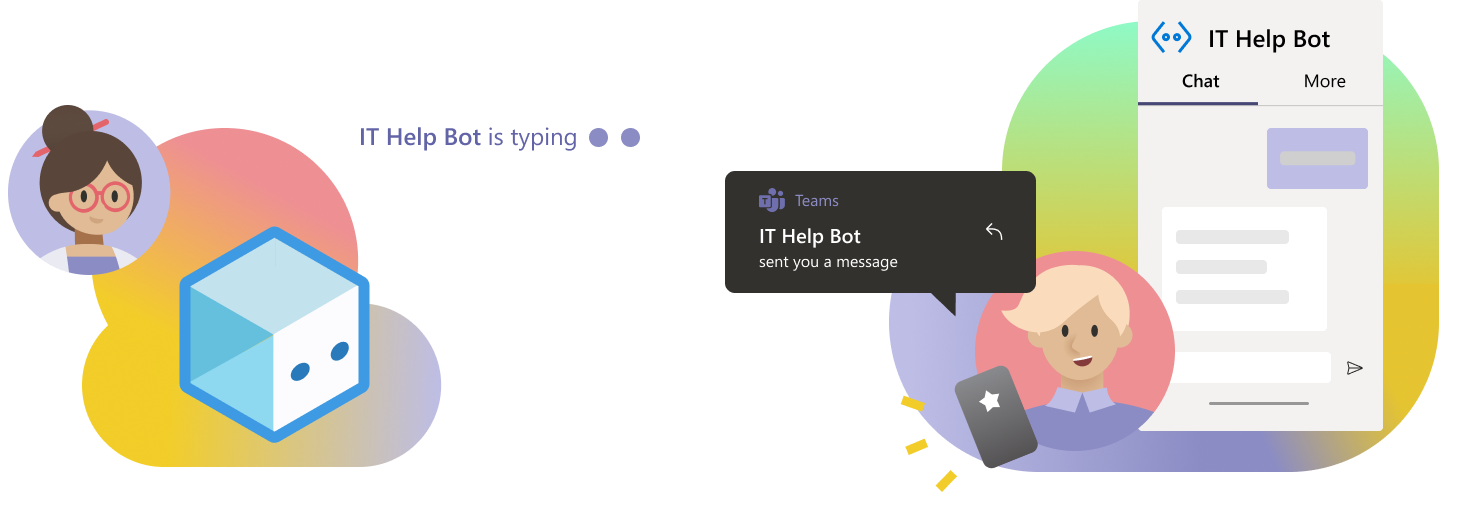 IT Help Bot is typing
Teams
IT Help Bot
sent you a message
IT Help Bot
Chat More